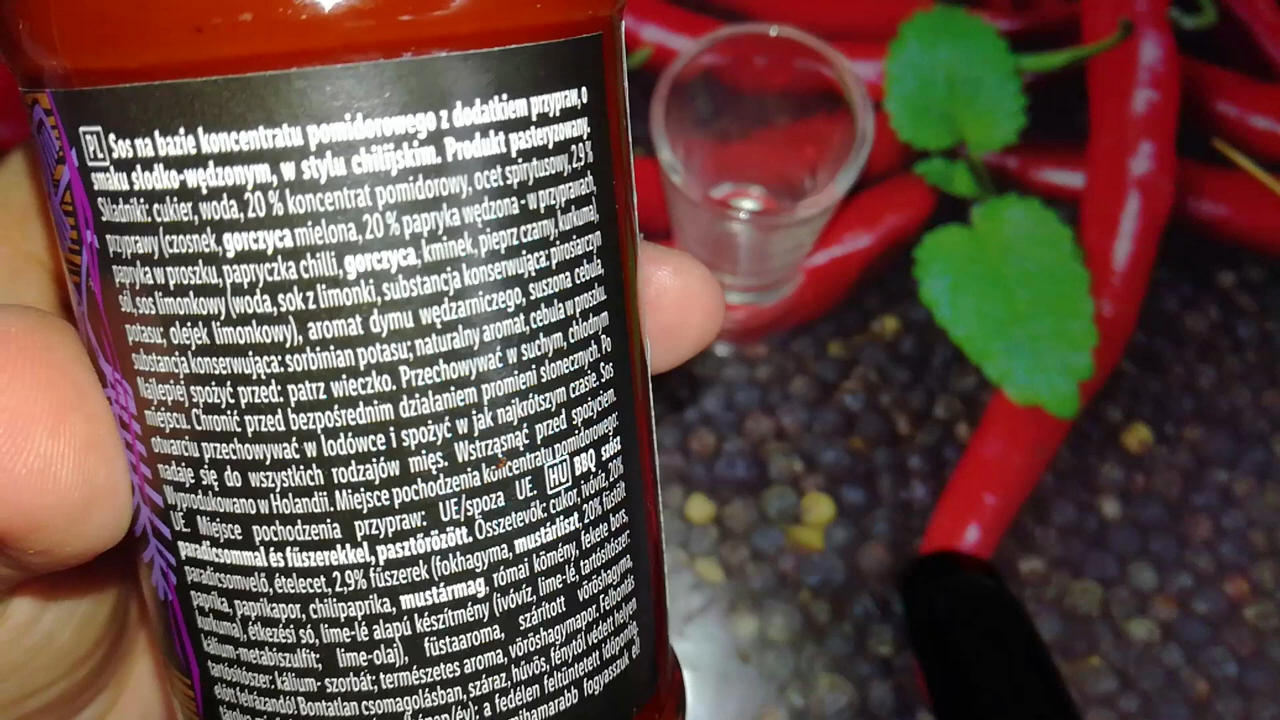 PL Sos na bazie koncentratu pomidorowego z dodatkiem przypraw, o
smaku słodko-wędzonym, w stylu chilijskim. Produkt pasteryzowany.
Składniki: cukier, woda, 20 % koncentrat pomidorowy, ocet spirytusowy, 2,9 %
przyprawy (czosnek, gorczyca mielona, 20 % papryka wędzona - w przyprawach,
papryka w proszku, papryczka chilli, gorczyca, kminek, pieprz czarny, kurkuma),
sól, sos limonkowy (woda, sok z limonki, substancja konserwująca: pirosiarczyn
potasu; olejek limonkowy), aromat dymu wędzarniczego, suszona cebula,
substancja konserwująca: sorbinian potasu; naturalny aromat, cebula w proszku.
Najlepiej spożyć przed: patrz wieczko. Przechowywać w suchym, chłodnym
miejscu. Chronić przed bezpośrednim działaniem promieni słonecznych. Po
otwarciu przechowywać w lodówce i spożyć w jak najkrótszym czasie. Sos
nadaje się do wszystkich rodzajów mięs. Wstrząsnąć przed spożyciem.
Wyprodukowano w Holandii. Miejsce pochodzenia koncentratu pomidorowego:
UE. Miejsce pochodzenia przypraw: UE/spoza UE. HU BBQ szósz
paradicsommal és fűszerekkel, pasztőrözött. Összetevők: cukor, ivóvíz, 20%
paradicsomvelő, ételecet, 2,9% fűszerek (fokhagyma, mustárliszt, 20% füstölt
paprika, paprikapor, chilipaprika, mustármag, római kömény, fekete bors,
kurkuma), étkezési só, lime-lé alapú készítmény (ivóvíz, lime-lé, tartósítószer:
kálium-metabiszulfit; lime-olaj), füstaaroma, szárított vöröshagyma,
tartósítószer: kálium- szorbát; természetes aroma, vöröshagymapor. Felbontás
előtt felrázandó! Bontatlan csomagolásban, száraz, hűvös, fénytől védett helyen
a fedélen feltüntetett időpontig
mihamarabb fogyasszuk el!